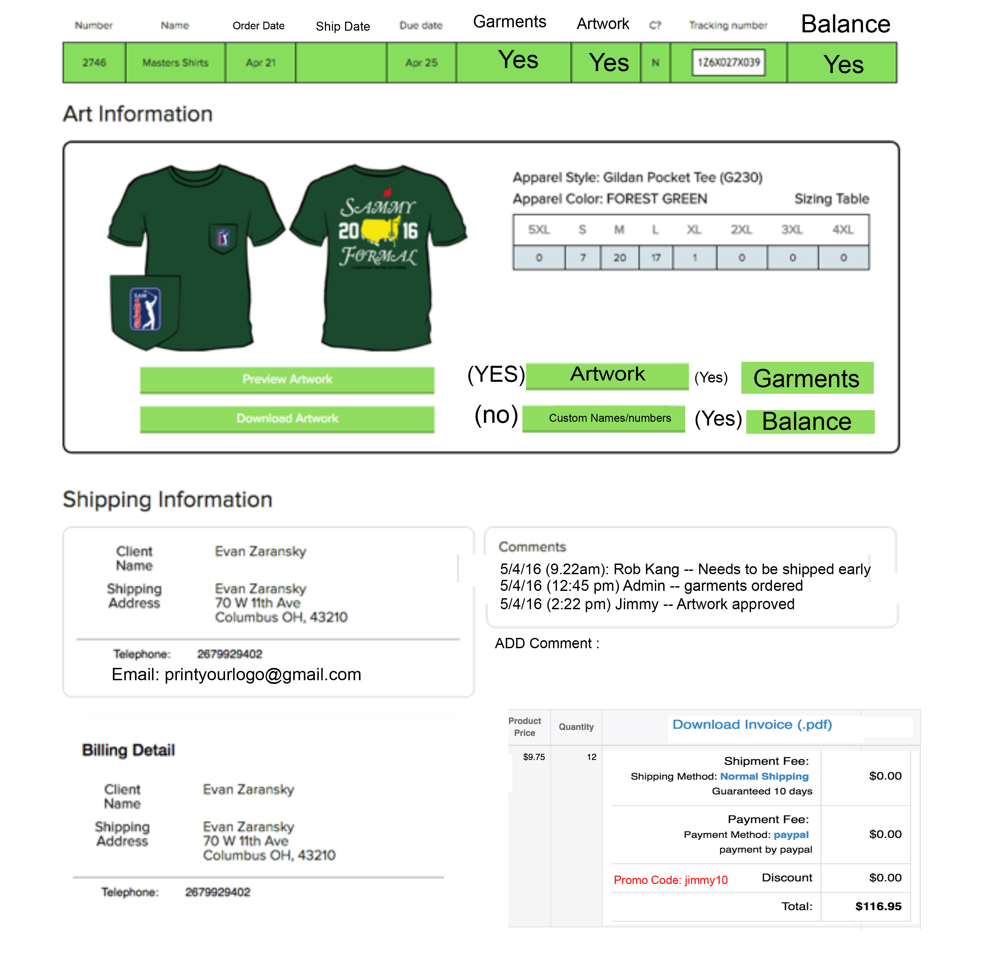 Number Name Order Date Ship Date Due date Garments Artwork C? Tracking number Balance
2746 Masters Shirts Apr 21 Apr 25 Yes Yes N 1Z6X027X039 Yes
Art Information
SAMMY
20 16
FORMAL
Apparel Style: Gildan Pocket Tee (G230)
Apparel Color: FOREST GREEN Sizing Table
5XL S M L XL 2XL 3XL 4XL
0 7 20 17 1 0 0 0
Preview Artwork
(YES) Artwork (Yes) Garments
Download Artwork
(no) Custom Names/numbers (Yes) Balance
Shipping Information
Client
Name
Evan Zaransky
Shipping
Address
Evan Zaransky
70 W 11th Ave
Columbus OH, 43210
Telephone: 2679929402
Email: printyourlogo@gmail.com
Comments
5/4/16 (9.22am): Rob Kang -- Needs to be shipped early
5/4/16 (12:45 pm) Admin -- garments ordered
5/4/16 (2:22 pm) Jimmy -- Artwork approved
ADD Comment :
Billing Detail
Client
Name
Evan Zaransky
Shipping
Address
Evan Zaransky
70 W 11th Ave
Columbus OH, 43210
Telephone: 2679929402
Product
Price
Quantity
Download Invoice (.pdf)
$9.75 12
Shipment Fee:
Shipping Method: Normal Shipping $0.00
Guaranteed 10 days
Payment Fee:
Payment Method: paypal $0.00
payment by paypal
Promo Code: jimmy10 Discount $0.00
Total: $116.95